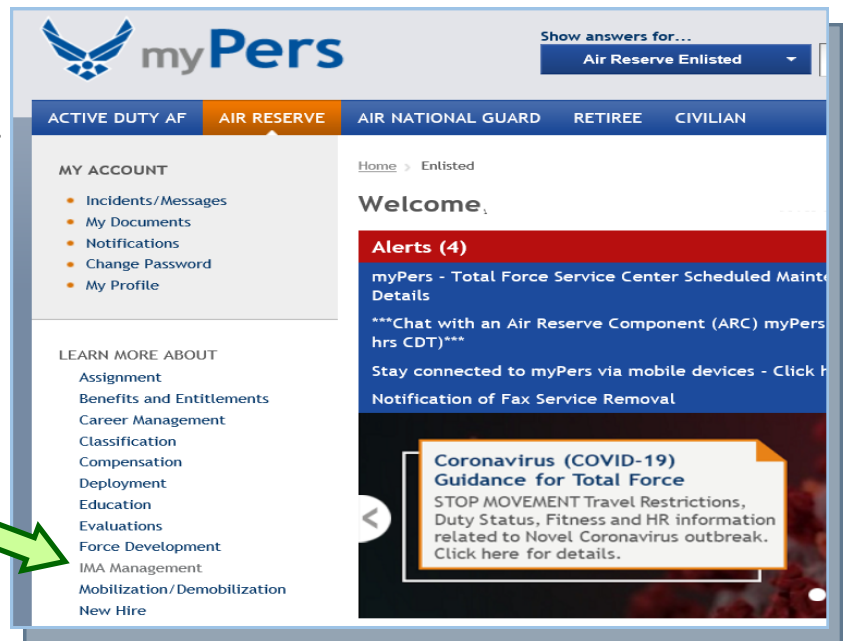 myPers
Show answers for...
Air Reserve Enlisted
ACTIVE DUTY AF AIR RESERVE AIR NATIONAL GUARD RETIREE CIVILIAN
MY ACCOUNT
Incidents/Messages
My Documents
Notifications
Change Password
My Profile
LEARN MORE ABOUT
Assignment
Benefits and Entitlements
Career Management
Classification
Compensation
Deployment
Education
Evaluations
Force Development
IMA Management
Mobilization/Demobilization
New Hire
Home > Enlisted
Welcome,
Alerts (4)
myPers - Total Force Service Center Scheduled Mainte
Details
***Chat with an Air Reserve Component (ARC) myPers
hrs CDT)***
Stay connected to myPers via mobile devices - Click h
Notification of Fax Service Removal
Coronavirus (COVID-19)
Guidance for Total Force
STOP MOVEMENT Travel Restrictions,
Duty Status, Fitness and HR information
related to Novel Coronavirus outbreak.
Click here for details.